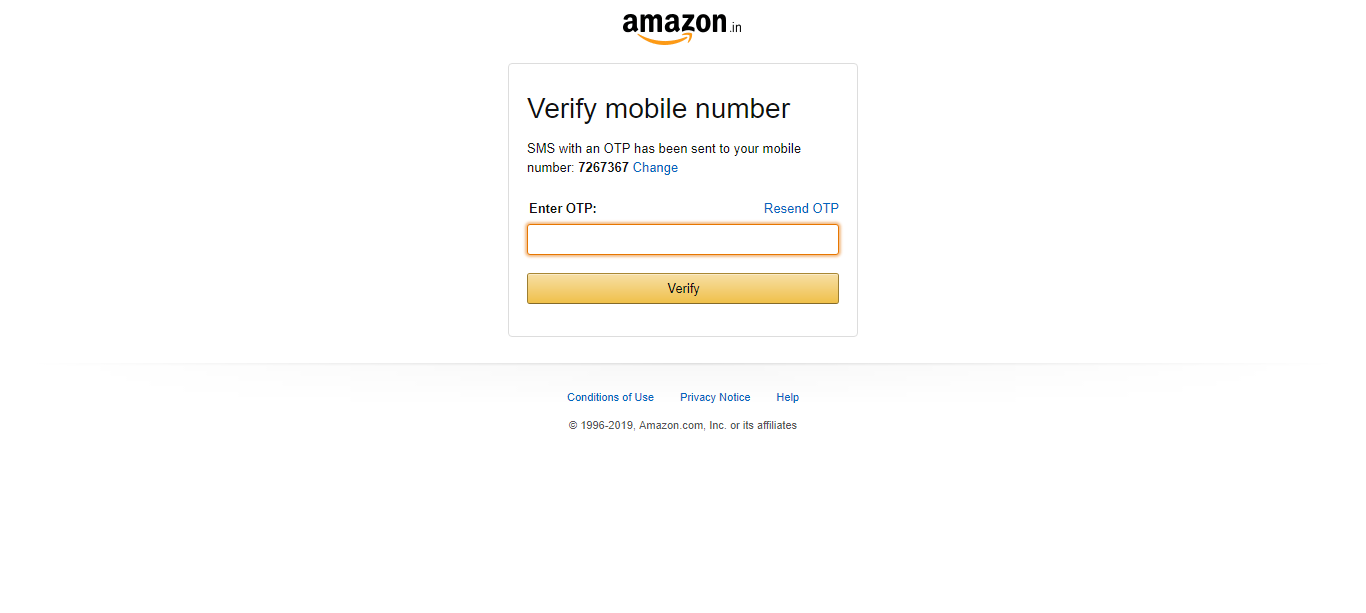 amazon.in
Verify mobile number
SMS with an OTP has been sent to your mobile
number: 7267367 Change
Enter OTP: Resend OTP
Verify
Conditions of Use Privacy Notice Help
© 1996-2019, Amazon.com, Inc. or its affiliates